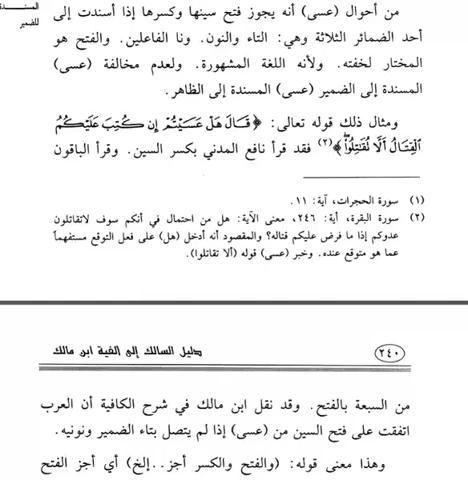 المسندة
للضمير
من أحوال (عسى) أنه يجوز فتح سينها وكسرها إذا أسندت إلى
أحد الضمائر الثلاثة وهي: التاء والنون. ونا الفاعلين. والفتح هو
المختار لخفته. ولأنه اللغة المشهورة. ولعدم مخالفة (عسى)
المسندة إلى الضمير (عسى) المسندة إلى الظاهر.
ومثال ذلك قوله تعالى: ﴿قَالَ هَلْ عَسَيْتُمْ إِن كُتِبَ عَلَيْكُمُ
الْقِتَالُ أَلَّا تُقَاتِلُواْ﴾(٢) فقد قرأ نافع المدني بكسر السين. وقرأ الباقون
(١) سورة الحجرات، آية: ١١.
(٢) سورة البقرة، آية: ٢٤٦، معنى الآية: هل من احتمال في أنكم سوف لاتقاتلون
عدوكم إذا ما فرض عليكم قتاله؟ والمقصود أنه أدخل (هل) على فعل التوقع مستفهماً
عما هو متوقع عنده. وخبر (عسى) قوله (ألا تقاتلوا).
دليل السالك إلى ألفية ابن مالك
٢٤٠
من السبعة بالفتح. وقد نقل ابن مالك في شرح الكافية أن العرب
اتفقت على فتح السين من (عسى) إذا لم يتصل بتاء الضمير ونونيه.
وهذا معنى قوله: (والفتح والكسر أجز..إلخ) أي أجز الفتح